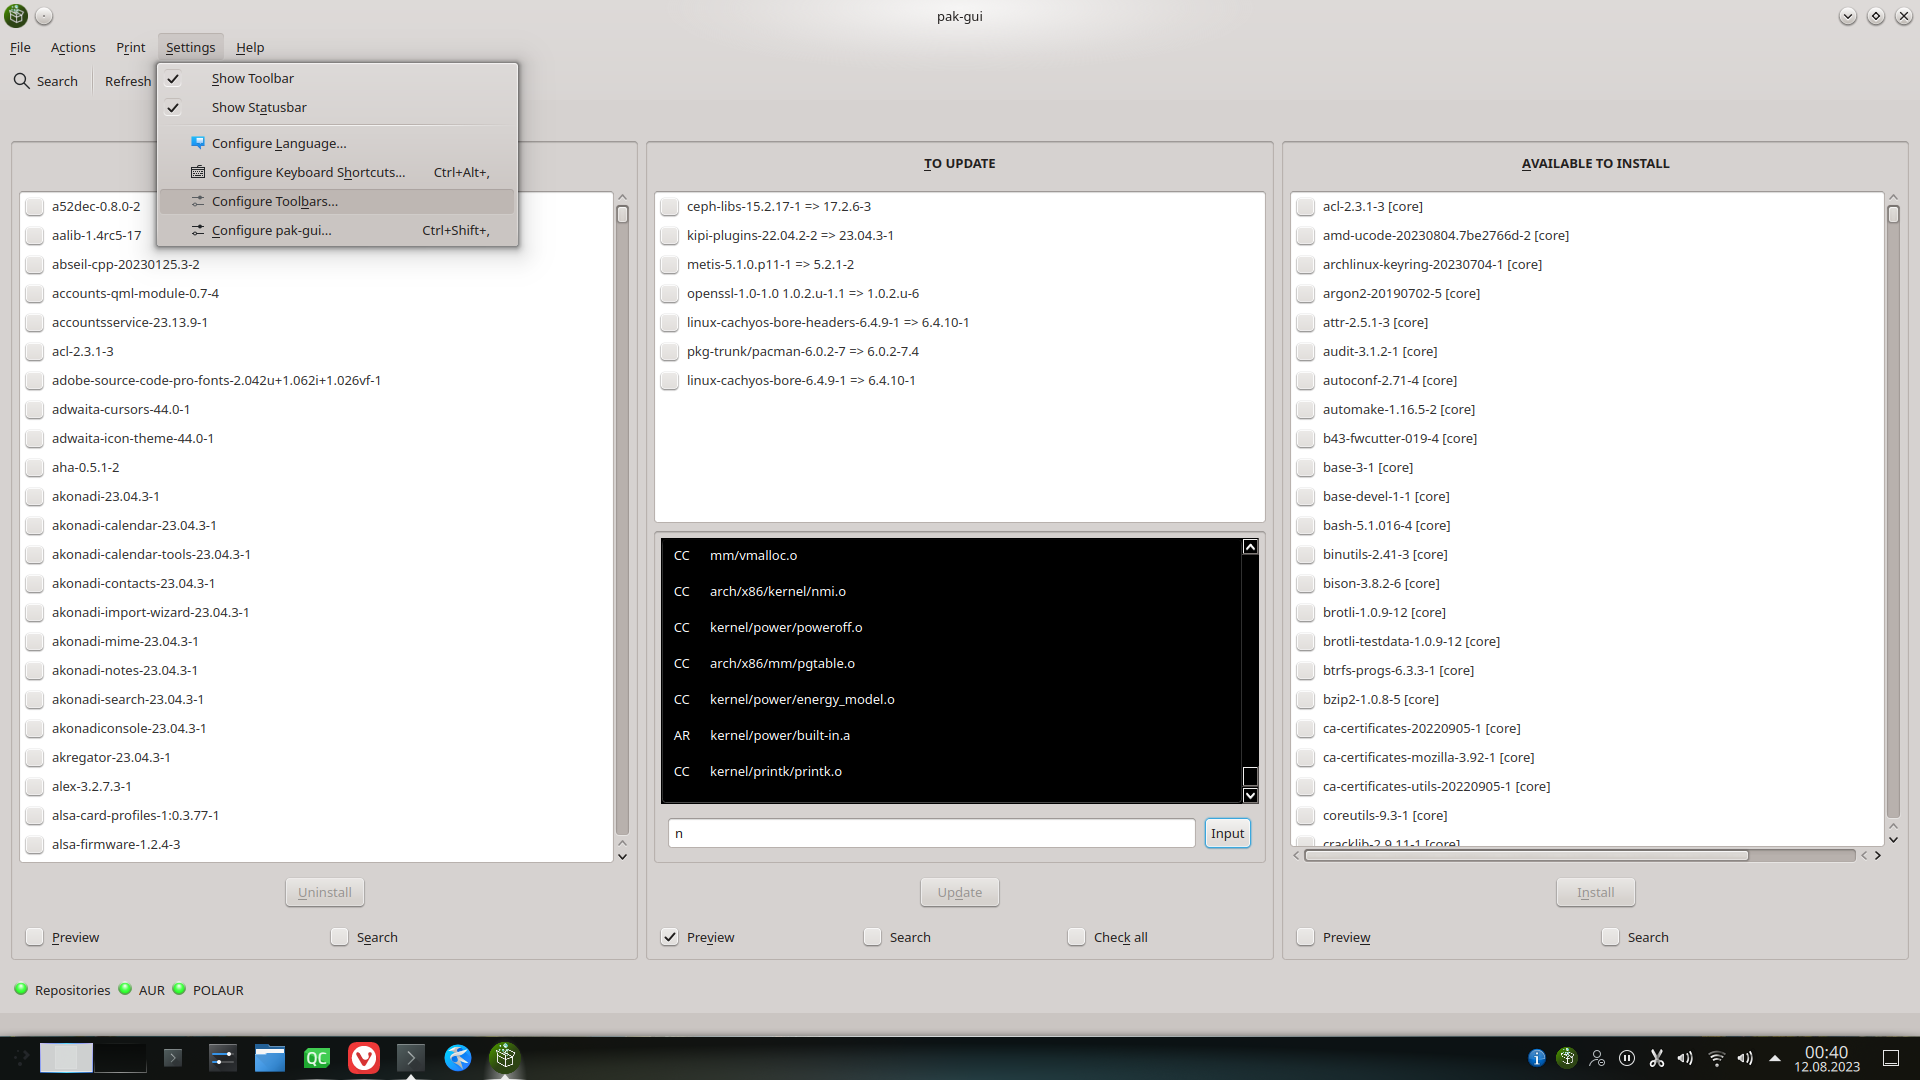 pak-gui
File Actions Print Settings Help
Search Refresh
Show Toolbar
Show Statusbar
Configure Language...
Configure Keyboard Shortcuts... Ctrl+Alt+,
Configure Toolbars...
Configure pak-gui... Ctrl+Shift+,
a52dec-0.8.0-2
aalib-1.4rc5-17
abseil-cpp-20230125.3-2
accounts-qml-module-0.7-4
accountsservice-23.13.9-1
acl-2.3.1-3
adobe-source-code-pro-fonts-2.042u+1.062i+1.026vf-1
adwaita-cursors-44.0-1
adwaita-icon-theme-44.0-1
aha-0.5.1-2
akonadi-23.04.3-1
akonadi-calendar-23.04.3-1
akonadi-calendar-tools-23.04.3-1
akonadi-contacts-23.04.3-1
akonadi-import-wizard-23.04.3-1
akonadi-mime-23.04.3-1
akonadi-notes-23.04.3-1
akonadi-search-23.04.3-1
akonadiconsole-23.04.3-1
akregator-23.04.3-1
alex-3.2.7.3-1
alsa-card-profiles-1:0.3.77-1
alsa-firmware-1.2.4-3
Uninstall
Preview Search
TO UPDATE
ceph-libs-15.2.17-1 => 17.2.6-3
kipi-plugins-22.04.2-2 => 23.04.3-1
metis-5.1.0.p11-1 => 5.2.1-2
openssl-1.0-1.0 1.0.2.u-1.1 => 1.0.2.u-6
linux-cachyos-bore-headers-6.4.9-1 => 6.4.10-1
pkg-trunk/pacman-6.0.2-7 => 6.0.2-7.4
linux-cachyos-bore-6.4.9-1 => 6.4.10-1
CC mm/vmalloc.o
CC arch/x86/kernel/nmi.o
CC kernel/power/poweroff.o
CC arch/x86/mm/pgtable.o
CC kernel/power/energy_model.o
AR kernel/power/built-in.a
CC kernel/printk/printk.o
n Input
Update
Preview Search Check all
AVAILABLE TO INSTALL
acl-2.3.1-3 [core]
amd-ucode-20230804.7be2766d-2 [core]
archlinux-keyring-20230704-1 [core]
argon2-20190702-5 [core]
attr-2.5.1-3 [core]
audit-3.1.2-1 [core]
autoconf-2.71-4 [core]
automake-1.16.5-2 [core]
b43-fwcutter-019-4 [core]
base-3-1 [core]
base-devel-1-1 [core]
bash-5.1.016-4 [core]
binutils-2.41-3 [core]
bison-3.8.2-6 [core]
brotli-1.0.9-12 [core]
brotli-testdata-1.0.9-12 [core]
btrfs-progs-6.3.3-1 [core]
bzip2-1.0.8-5 [core]
ca-certificates-20220905-1 [core]
ca-certificates-mozilla-3.92-1 [core]
ca-certificates-utils-20220905-1 [core]
coreutils-9.3-1 [core]
cracklib-2.9.11-1 [core]
Install
Preview Search
Repositories AUR POLAUR
QC
00:40
12.08.2023